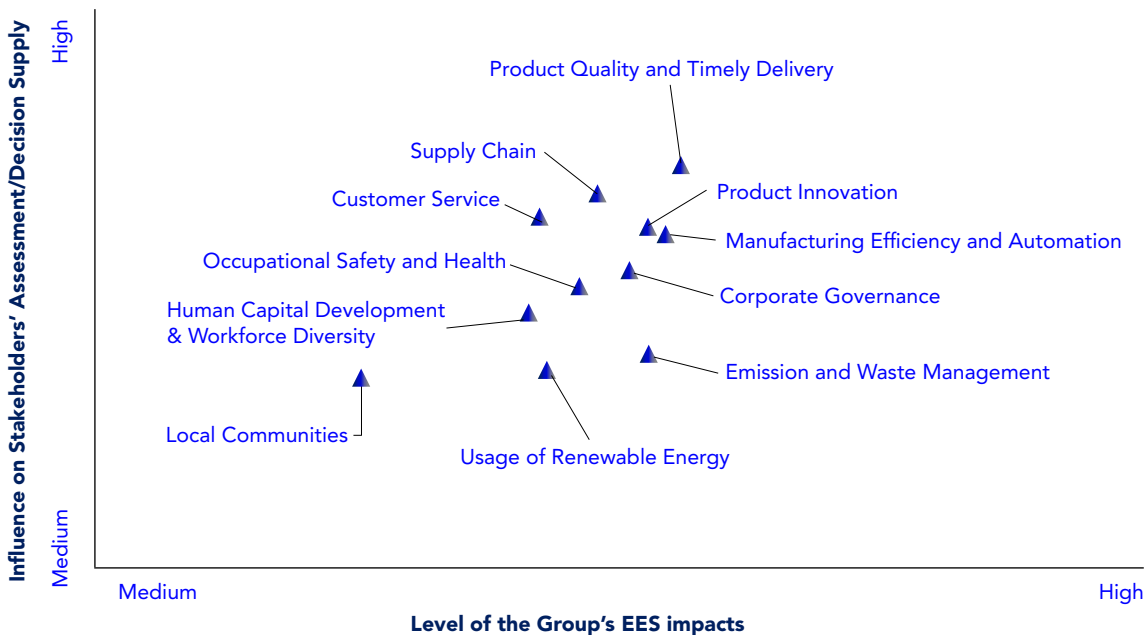 Influence on Stakeholders’ Assessment/Decision Supply
High
Medium
Product Quality and Timely Delivery
Supply Chain
Product Innovation
Customer Service
Manufacturing Efficiency and Automation
Occupational Safety and Health
Corporate Governance
Human Capital Development
& Workforce Diversity
Emission and Waste Management
Local Communities
Usage of Renewable Energy
Medium
High
Level of the Group’s EES impacts